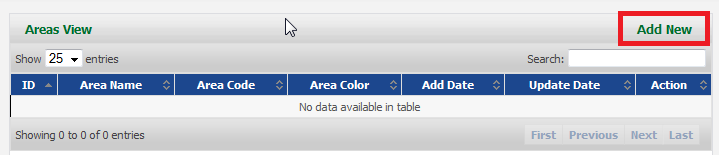 Areas View Add New
Show 25 entries Search:
ID Area Name Area Code Area Color Add Date Update Date Action
No data available in table
Showing 0 to 0 of 0 entries First Previous Next Last